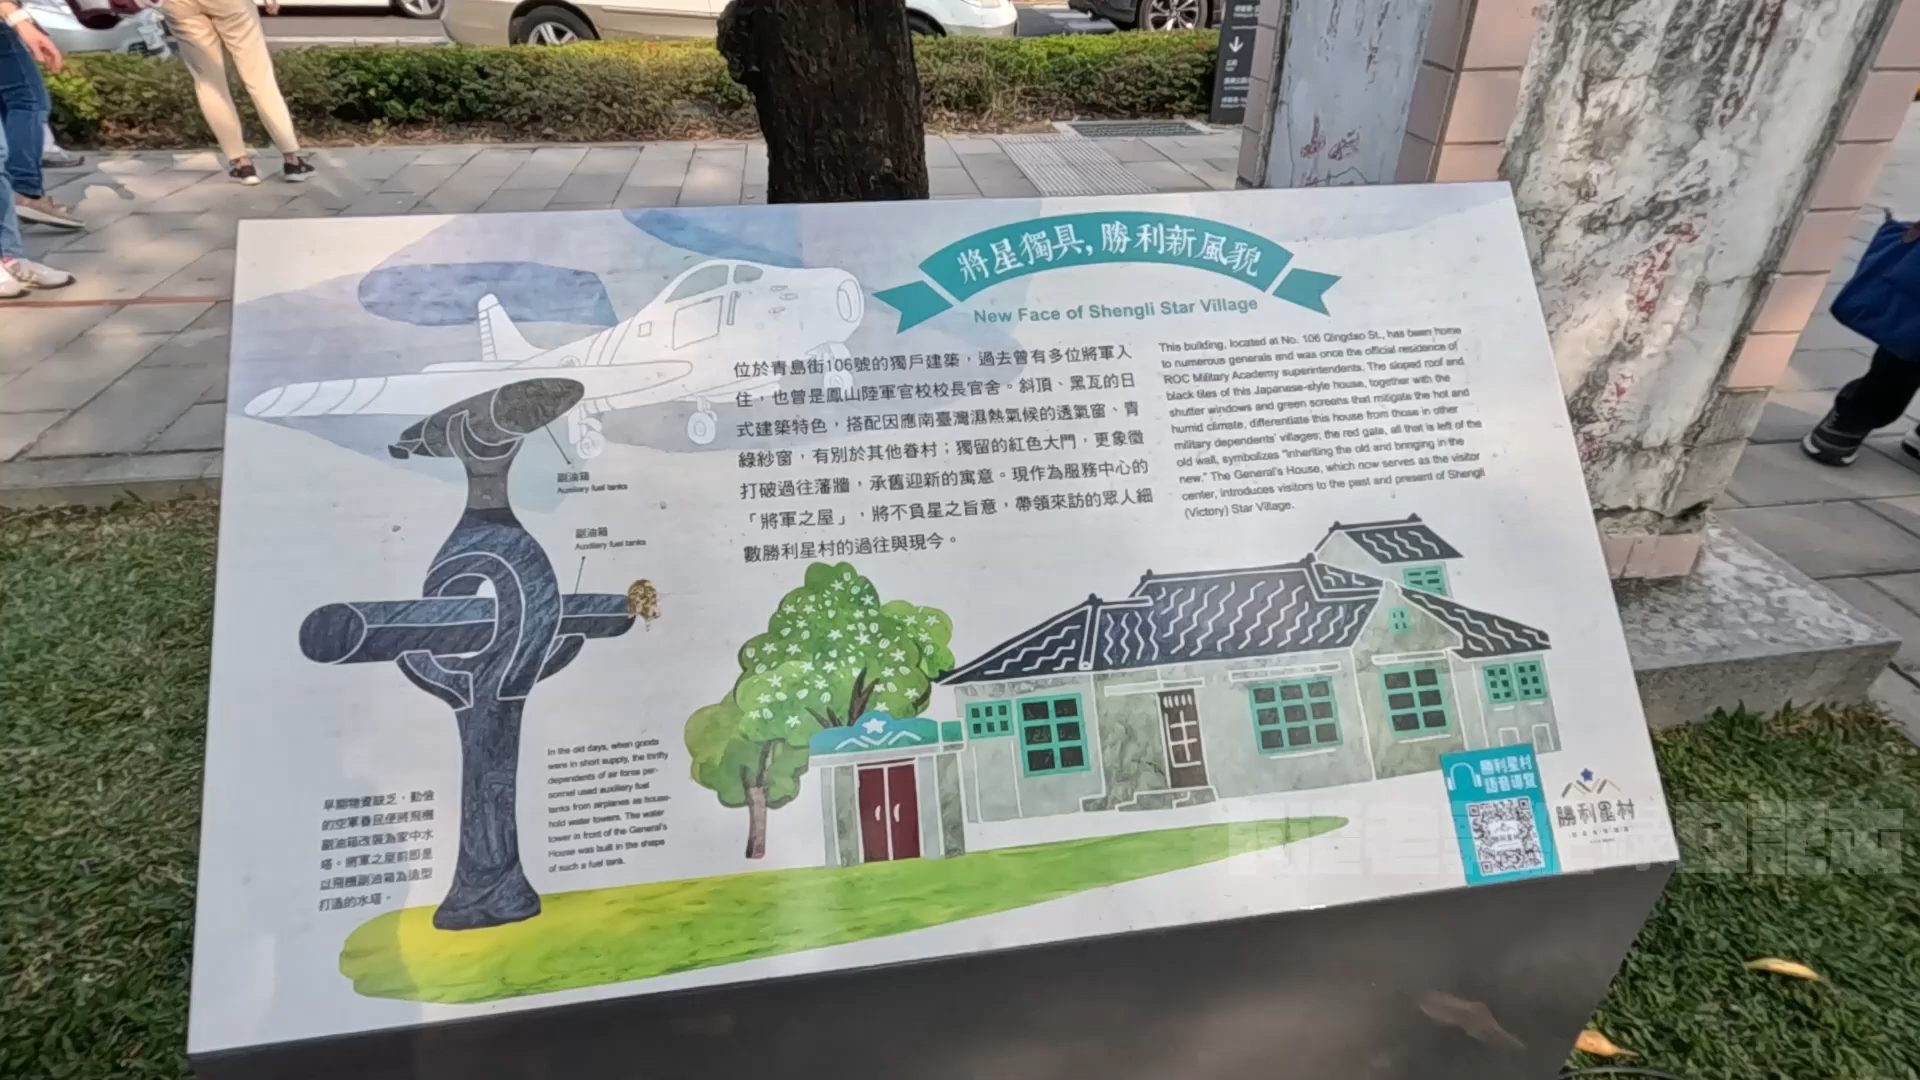 將星獨具，勝利新風貌
New Face of Shengli Star Village
位於青島街106號的獨戶建築，過去曾有多位將軍入
住，也曾是鳳山陸軍官校校長官舍。斜頂、黑瓦的日
式建築特色，搭配因應南臺灣濕熱氣候的透氣窗、青
綠紗窗，有別於其他眷村；獨留的紅色大門，更象徵
打破過往藩牆，承舊迎新的寓意。現作為服務中心的
「將軍之屋」，將不負星之旨意，帶領來訪的眾人細
數勝利星村的過往與現今。
This building, located at No. 106 Qingdao St., has been home
to numerous generals and was once the official residence of
ROC Military Academy superintendents. The sloped roof and
black tiles of this Japanese-style house, together with the
shutter windows and green screens that mitigate the hot and
humid climate, differentiate this house from those in other
military dependents' villages; the red gate, all that is left of the
old wall, symbolizes "inheriting the old and bringing in the
new." The General's House, which now serves as the visitor
center, introduces visitors to the past and present of Shengli
(Victory) Star Village.
副油箱
Auxiliary fuel tanks
副油箱
Auxiliary fuel tanks
早期物資缺乏，勤儉
的空軍眷民便將飛機
副油箱改裝為家中水
塔。將軍之屋前即是
以飛機副油箱為造型
打造的水塔。
In the old days, when goods
were in short supply, the thrifty
dependents of air force per-
sonnel used auxiliary fuel
tanks from airplanes as house-
hold water towers. The water
tower in front of the General's
House was built in the shape
of such a fuel tank.
勝利星村
語音導覽
勝利星村